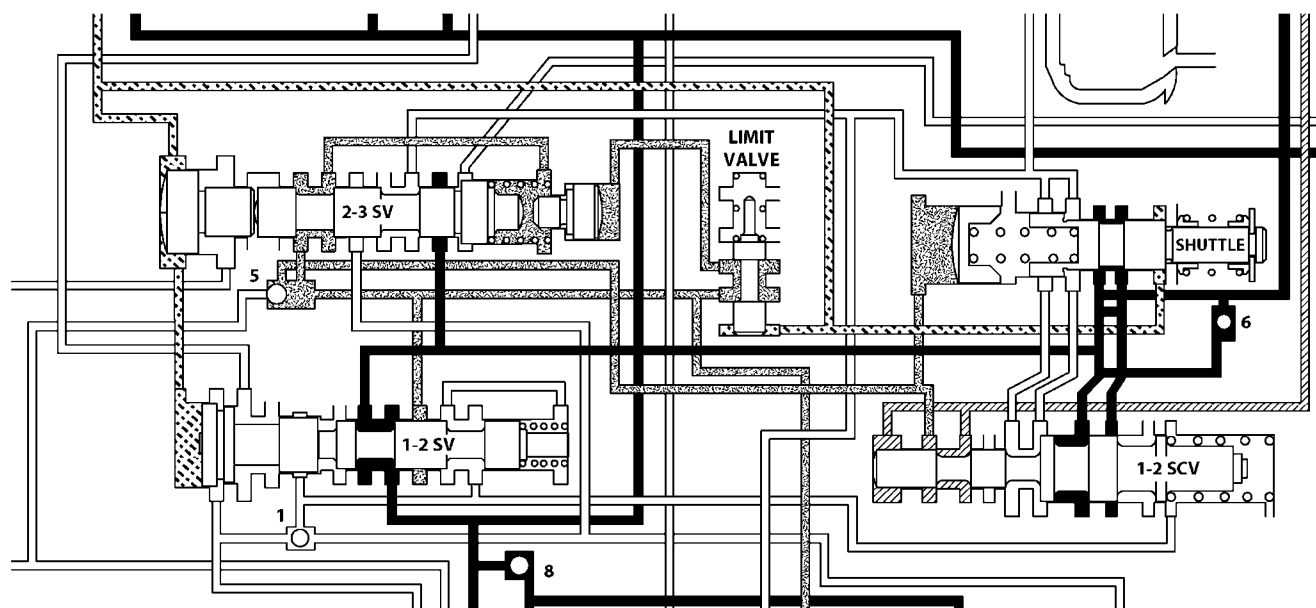 LIMIT
VALVE
2-3 SV
SHUTTLE
5
6
1-2 SV
1-2 SCV
1
8